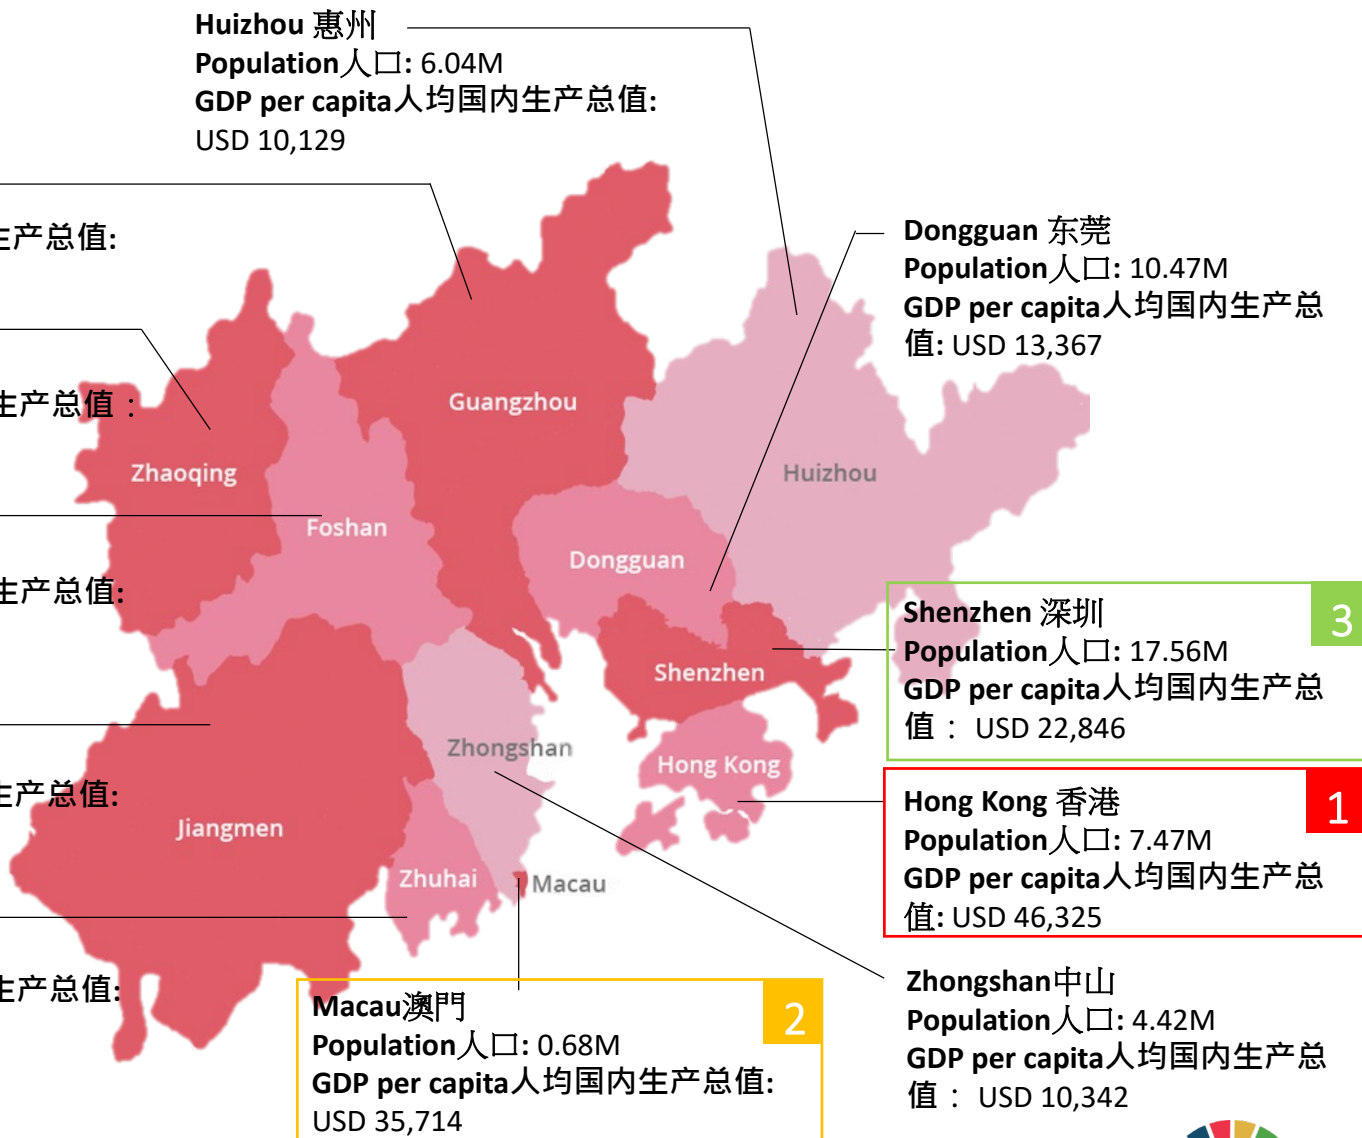 Huizhou 惠州
Population人口: 6.04M
GDP per capita人均国内生产总值:
USD 10,129
生产总值:
生产总值：
生产总值:
生产总值:
生产总值:
Dongguan 东莞
Population人口: 10.47M
GDP per capita人均国内生产总
值: USD 13,367
Guangzhou
Zhaoqing
Huizhou
Foshan
Dongguan
Shenzhen
Zhongshan
Hong Kong
Jiangmen
Zhuhai
Macau
Shenzhen 深圳
3
Population人口: 17.56M
GDP per capita人均国内生产总
值： USD 22,846
Hong Kong 香港
1
Population人口: 7.47M
GDP per capita人均国内生产总
值: USD 46,325
Macau澳門
2
Population人口: 0.68M
GDP per capita人均国内生产总值:
USD 35,714
Zhongshan中山
Population人口: 4.42M
GDP per capita人均国内生产总
值： USD 10,342